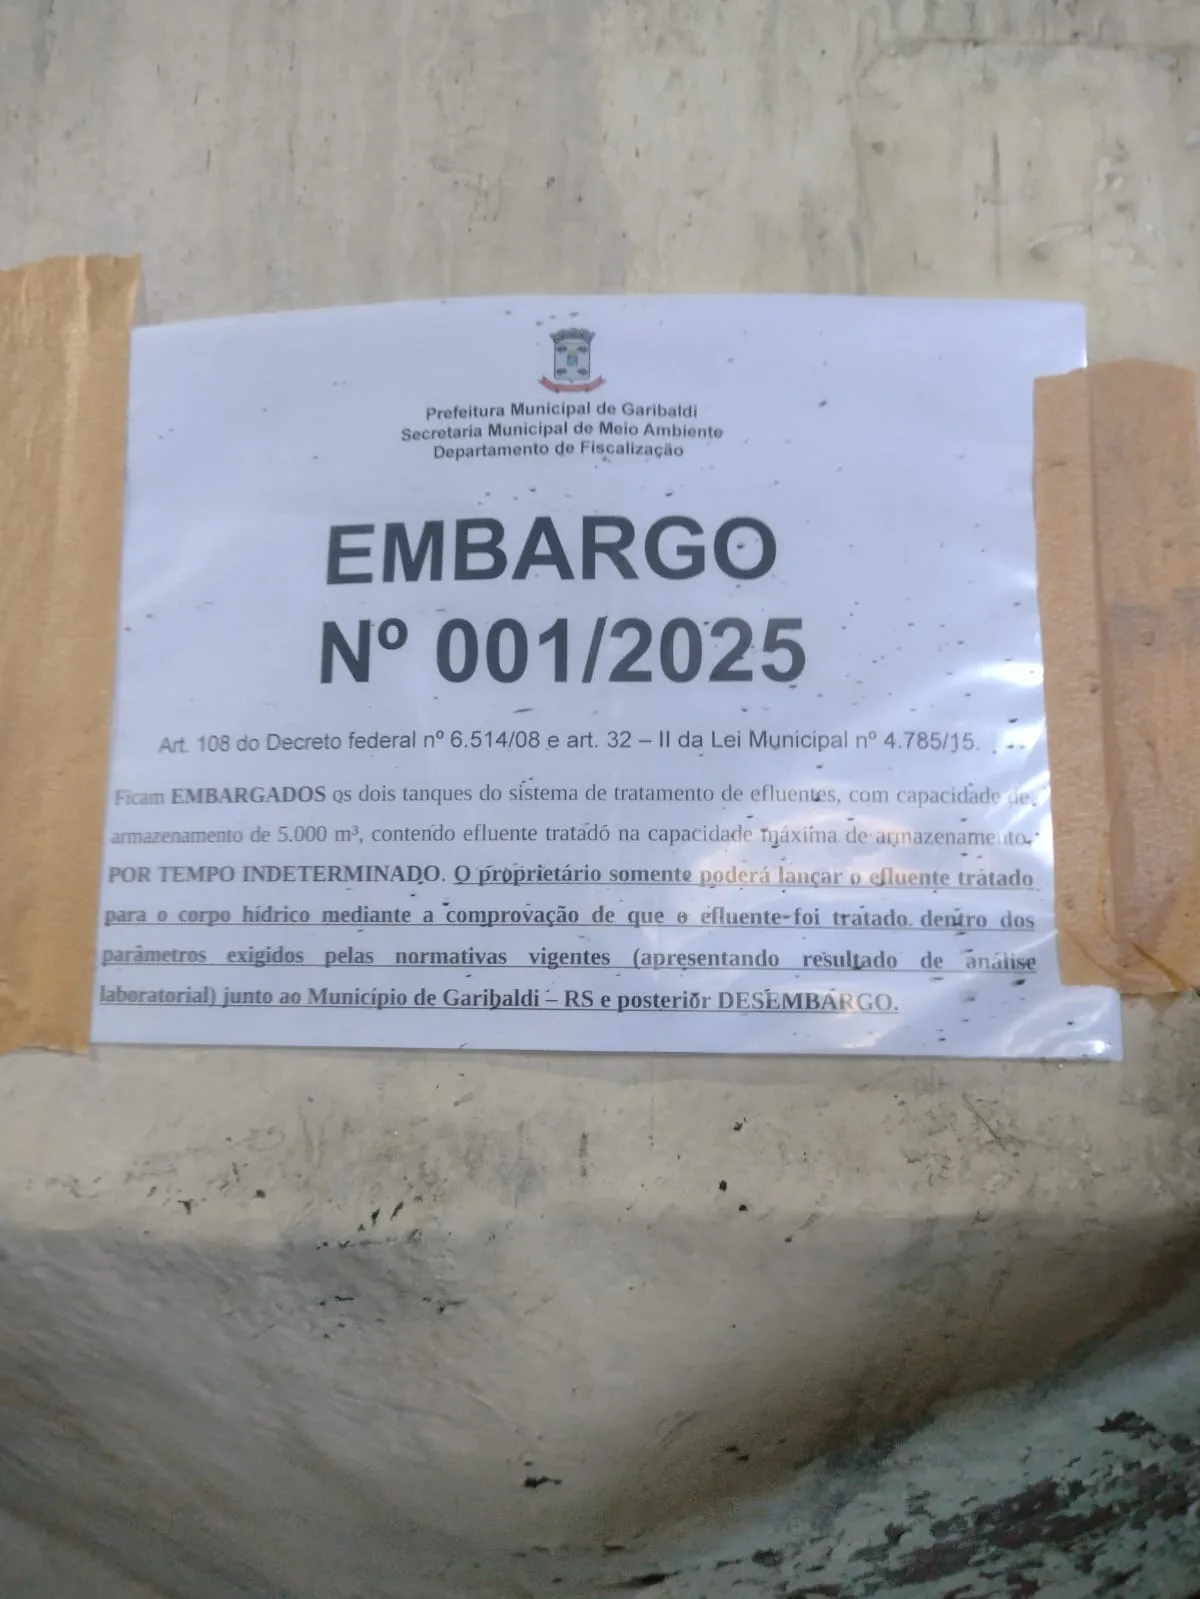 Prefeitura Municipal de Garibaldi
Secretaria Municipal de Meio Ambiente
Departamento de Fiscalização
EMBARGO
Nº 001/2025
Art. 108 do Decreto federal nº 6.514/08 e art. 32 – II da Lei Municipal nº 4.785/15.
Ficam EMBARGADOS os dois tanques do sistema de tratamento de efluentes, com capacidade de
armazenamento de 5.000 m³, contendo efluente tratado na capacidade máxima de armazenamento,
POR TEMPO INDETERMINADO. O proprietário somente poderá lançar o efluente tratado
para o corpo hídrico mediante a comprovação de que o efluente foi tratado dentro dos
parâmetros exigidos pelas normativas vigentes (apresentando resultado de análise
laboratorial) junto ao Município de Garibaldi – RS e posterior DESEMBARGO.